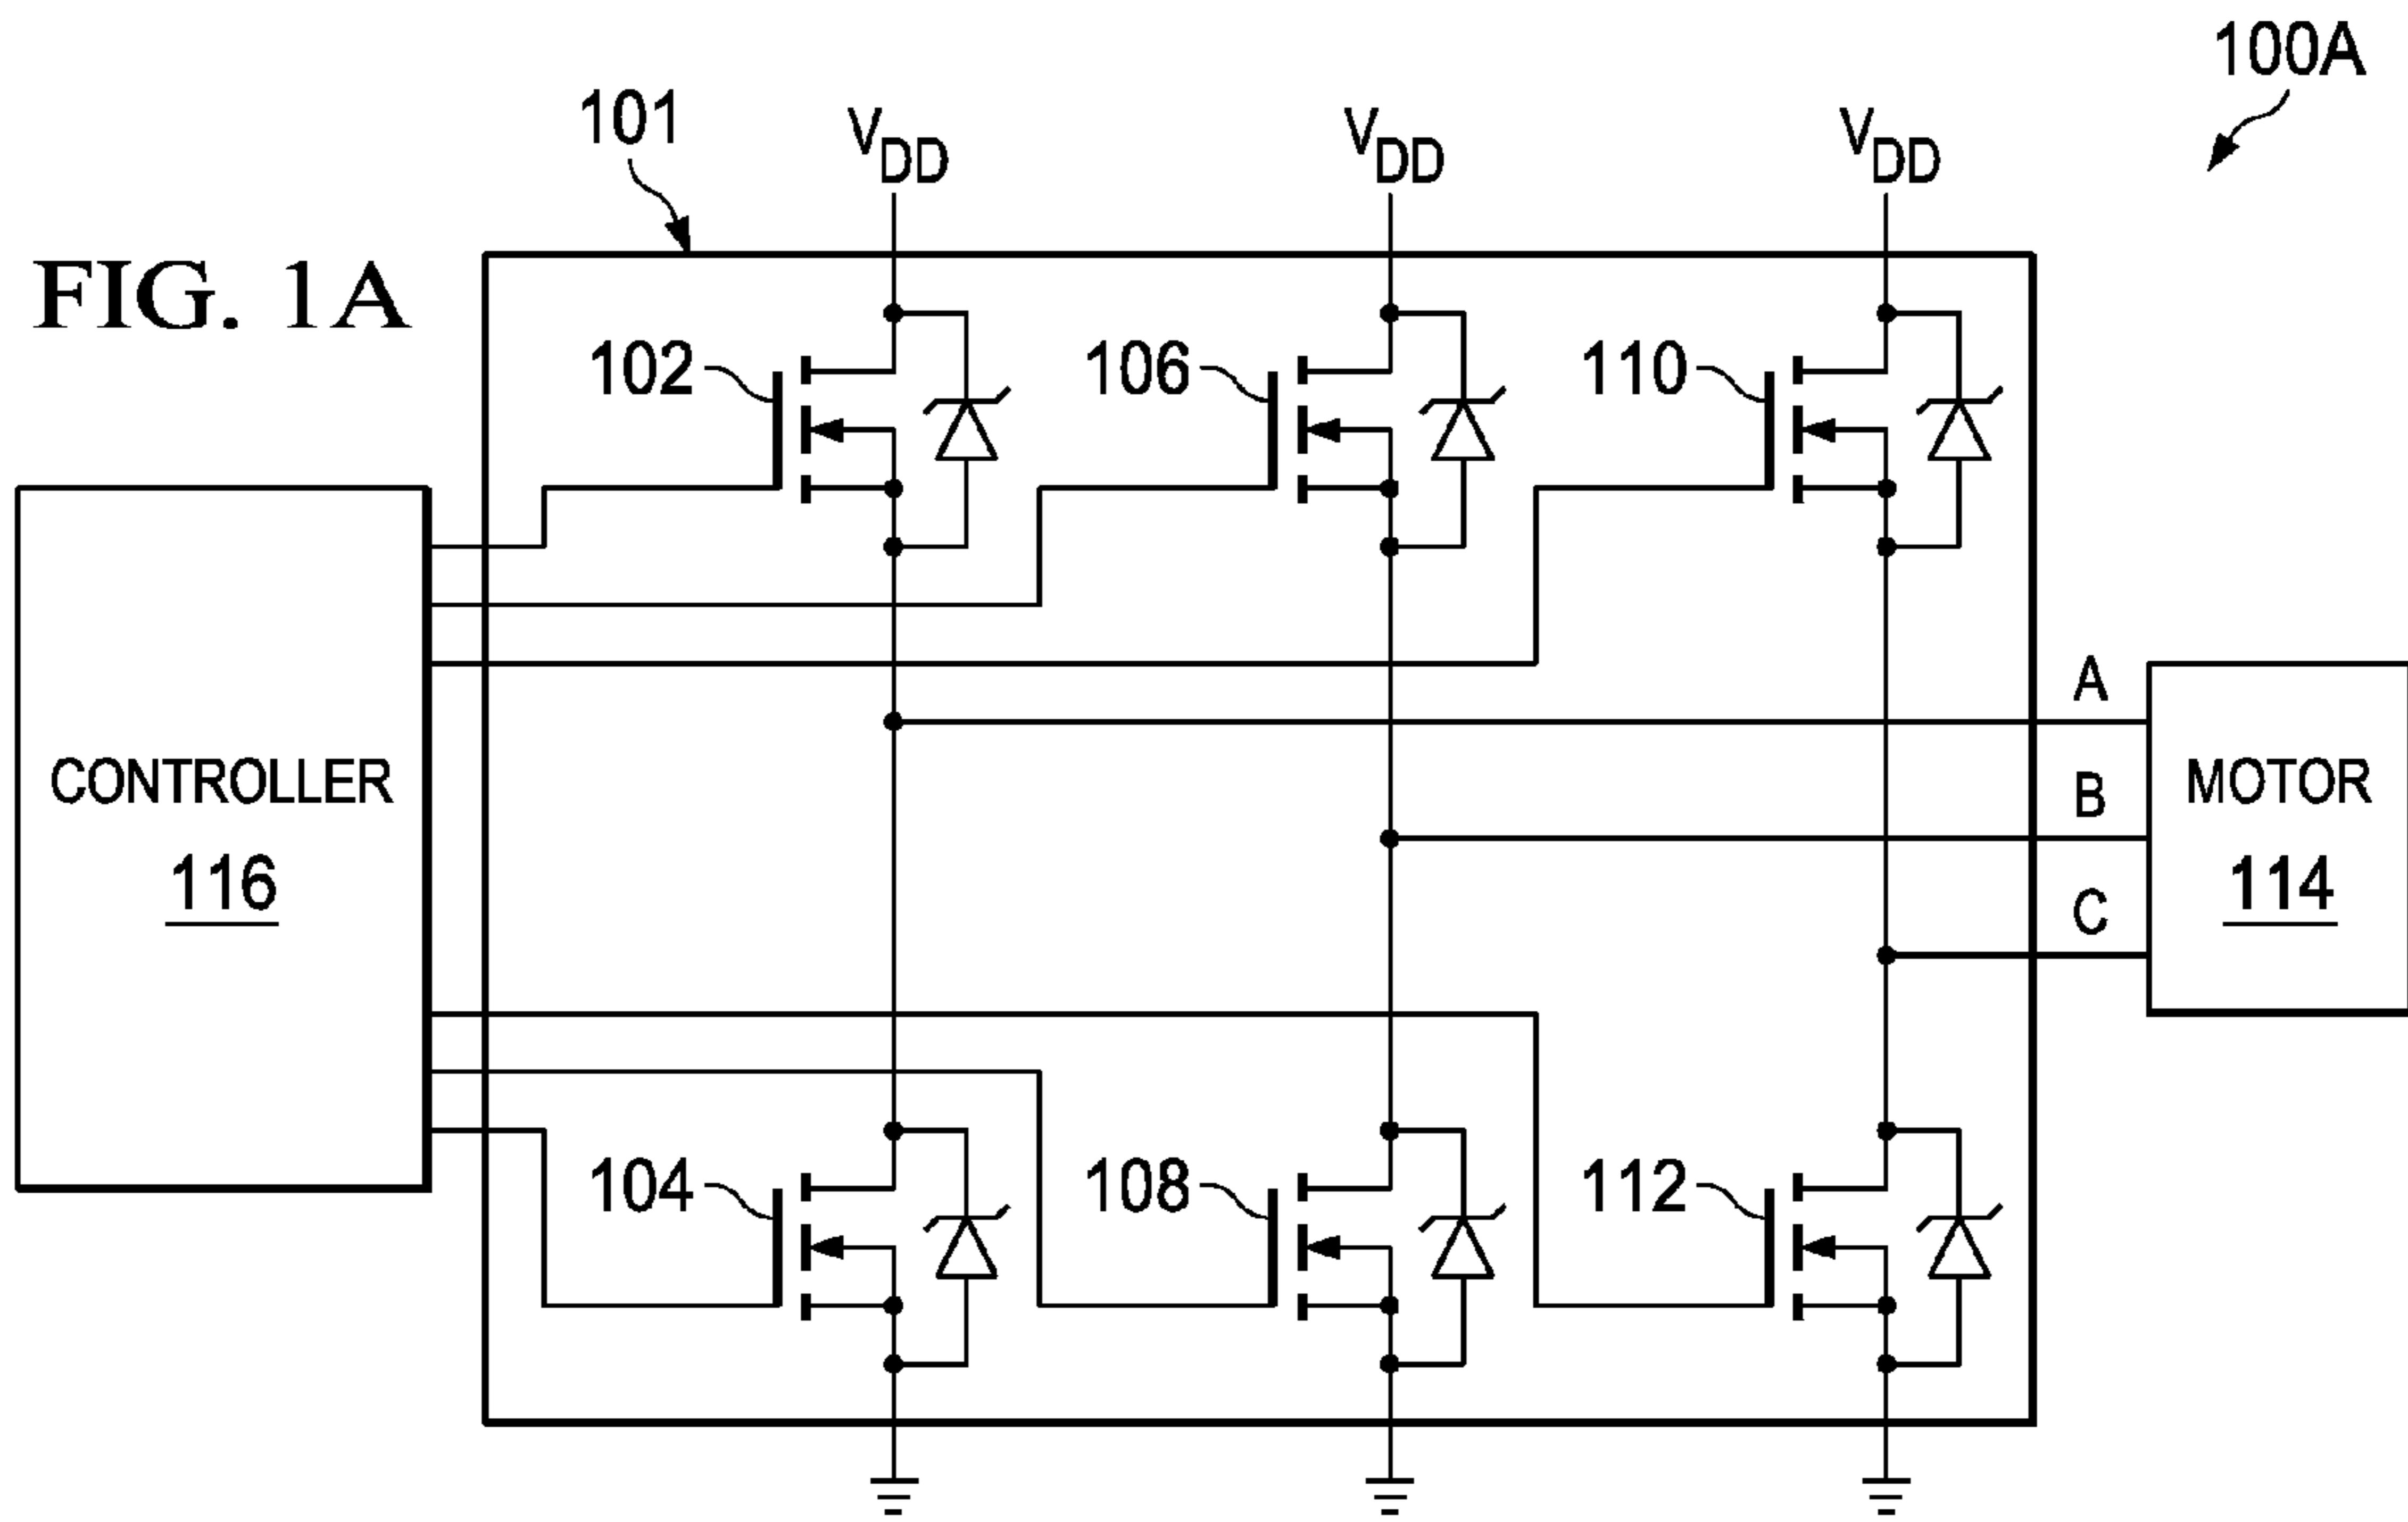 100A
101
VDD
VDD
VDD
FIG. 1A
102
106
110
A
CONTROLLER
116
B
MOTOR
114
C
104
108
112